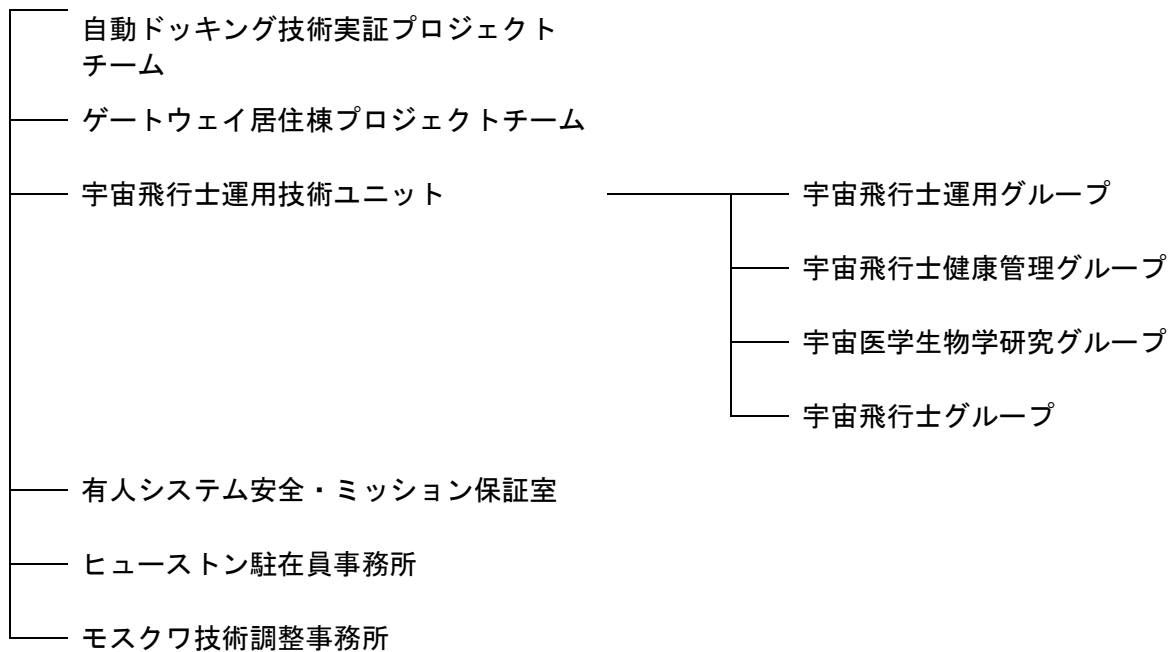 自動ドッキング技術実証プロジェクト
チーム
ゲートウェイ居住棟プロジェクトチーム
宇宙飛行士運用技術ユニット
宇宙飛行士運用グループ
宇宙飛行士健康管理グループ
宇宙医学生物学研究グループ
宇宙飛行士グループ
有人システム安全・ミッション保証室
ヒューストン駐在員事務所
モスクワ技術調整事務所